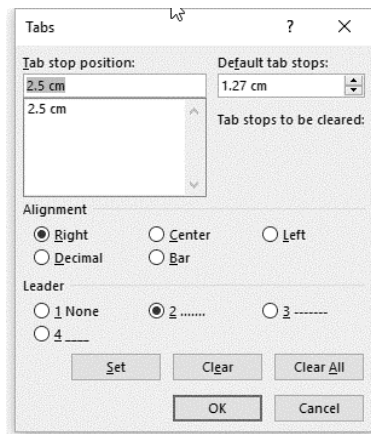 Tabs ? X
Tab stop position: Default tab stops:
2.5 cm 1.27 cm
2.5 cm
Tab stops to be cleared:
Alignment
Right Center Left
Decimal Bar
Leader
1 None 2 ....... 3 -------
4 ____
Set Clear Clear All
OK Cancel